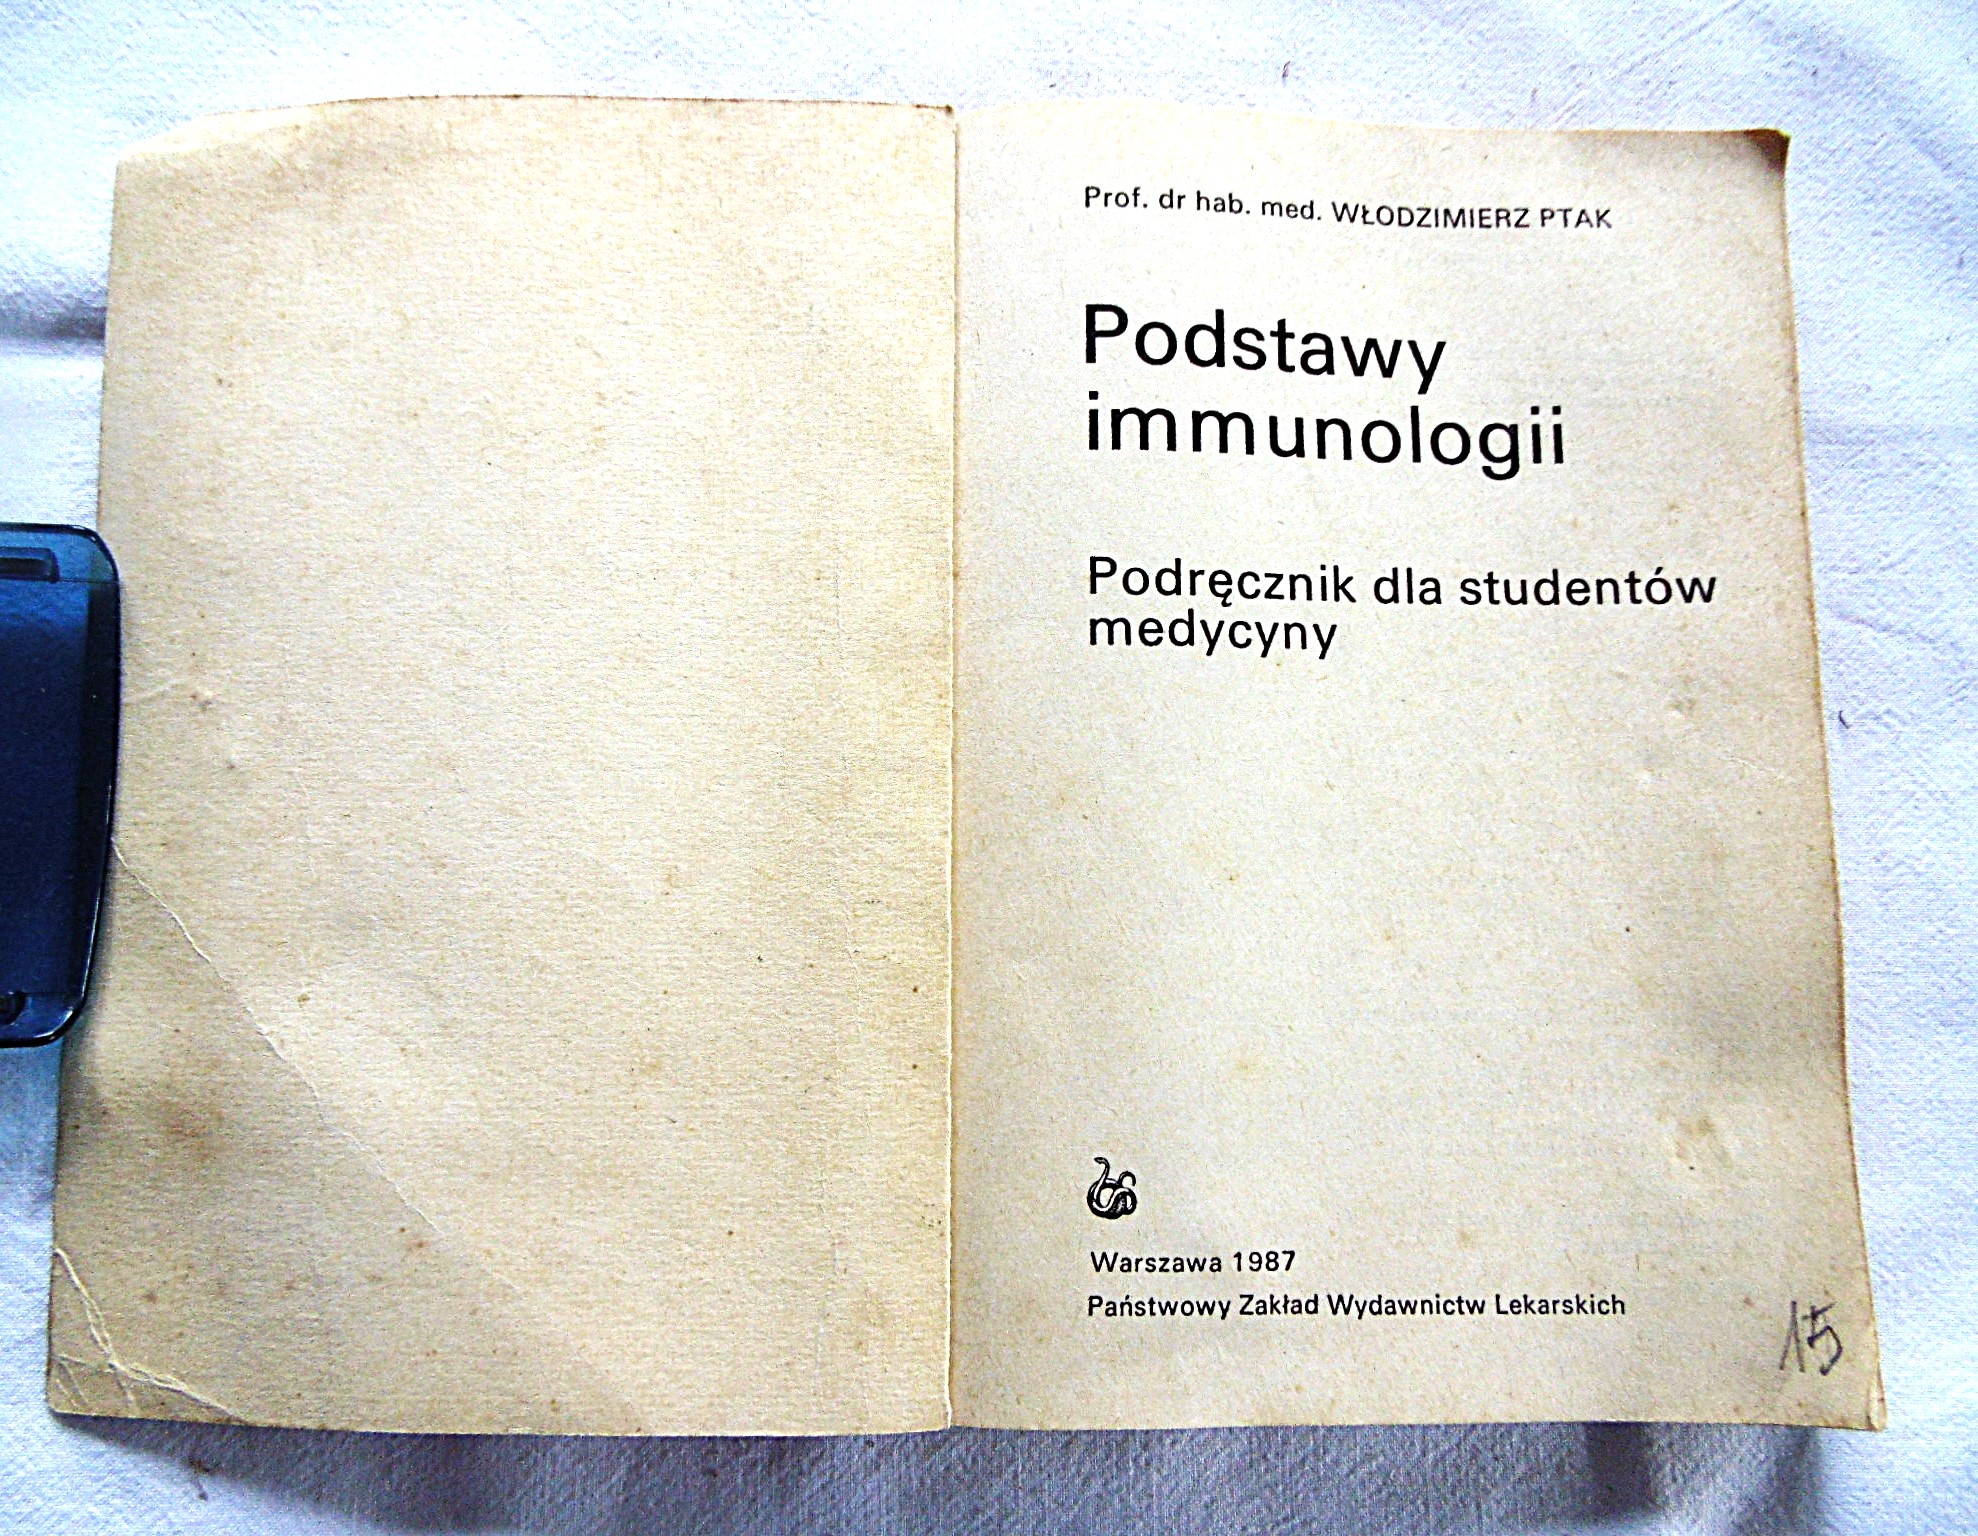 Prof. dr hab. med. WŁODZIMIERZ PTAK
Podstawy
immunologii
Podręcznik dla studentów
medycyny
Warszawa 1987
Państwowy Zakład Wydawnictw Lekarskich
15